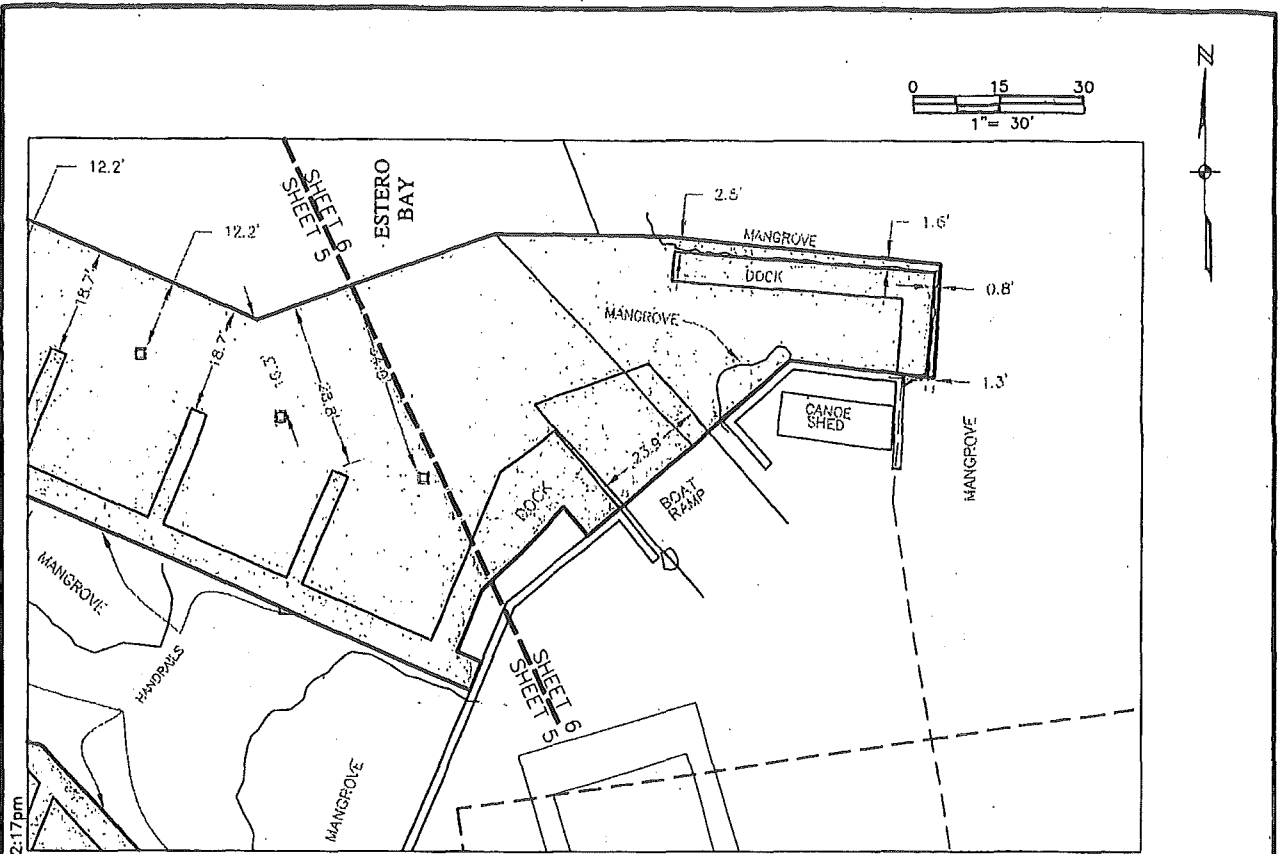 N
0 15 30
1"= 30'
12.2'
12.2'
SHEET 6
SHEET 5
ESTERO
BAY
2.6'
MANGROVE
1.6'
DOCK
0.8'
MANGROVE
18.7'
18.7'
23.8'
1.3'
CANOE
SHED
MANGROVE
23.9'
BOAT
RAMP
DOCK
MANGROVE
HANDRAILS
SHEET 6
SHEET 5
MANGROVE
2:17pm